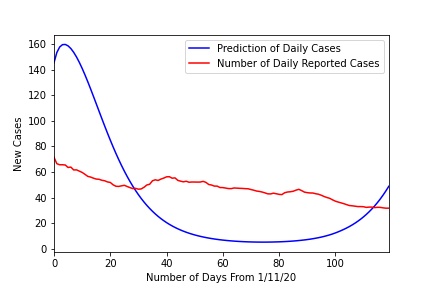 Prediction of Daily Cases
Number of Daily Reported Cases
New Cases
160
140
120
100
80
60
40
20
0
0 20 40 60 80 100
Number of Days From 1/11/20